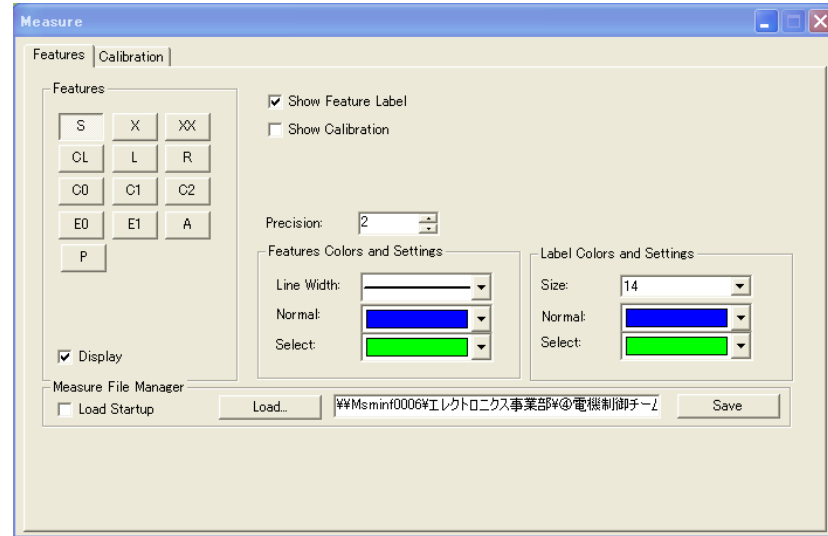 Measure
Features Calibration
Features
S X XX
CL L R
C0 C1 C2
E0 E1 A
P
Display
Show Feature Label
Show Calibration
Precision: 2
Features Colors and Settings
Line Width:
Normal:
Select:
Label Colors and Settings
Size: 14
Normal:
Select:
Measure File Manager
Load Startup
Load...
¥¥Msminf0006¥エレクトロニクス事業部¥④電機制御チーム
Save